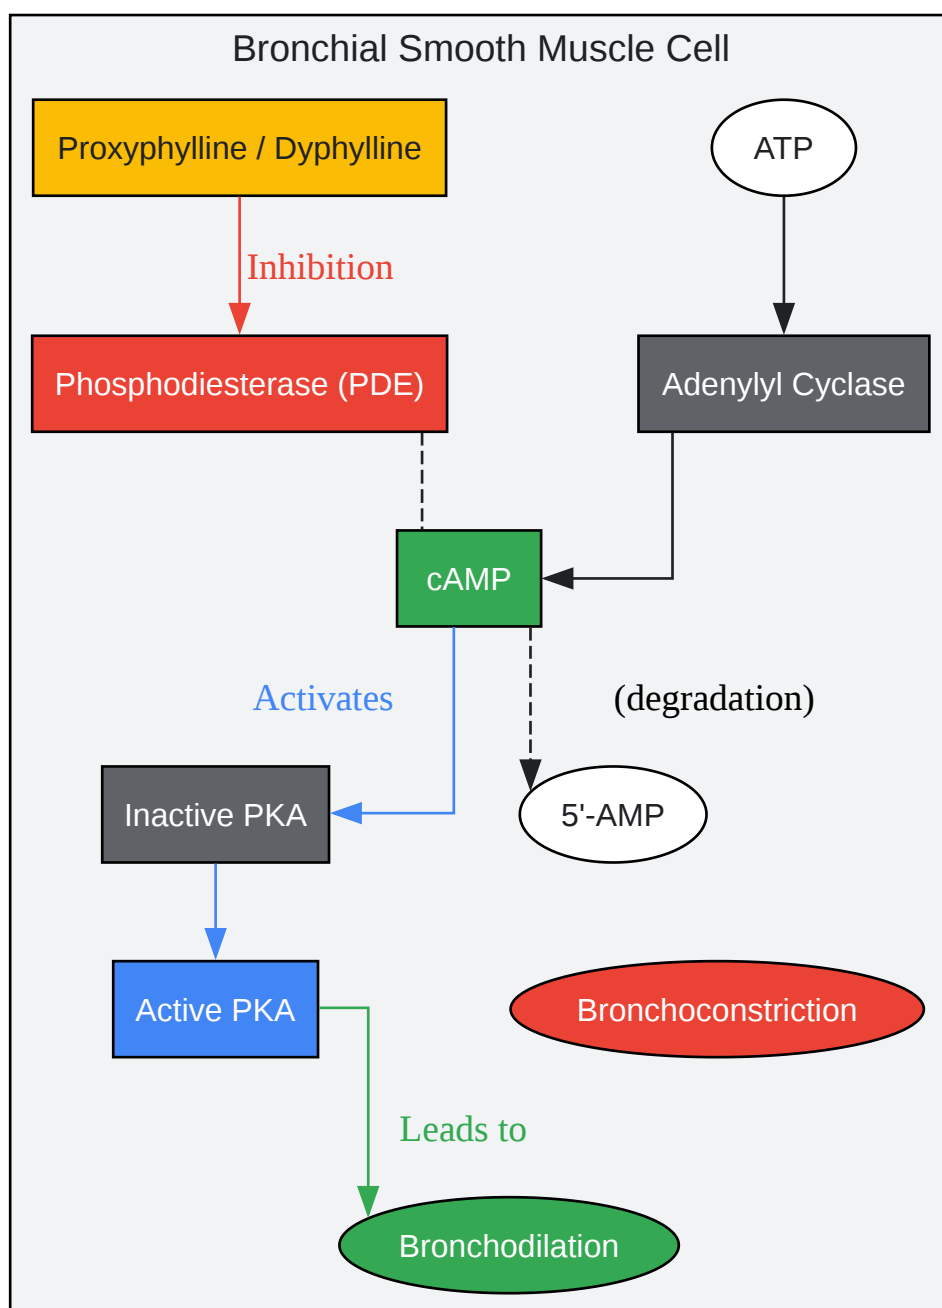 Bronchial Smooth Muscle Cell
Proxyphylline / Dyphylline
ATP
Inhibition
Phosphodiesterase (PDE)
Adenylyl Cyclase
cAMP
Activates
(degradation)
Inactive PKA
5'-AMP
Active PKA
Bronchoconstriction
Leads to
Bronchodilation